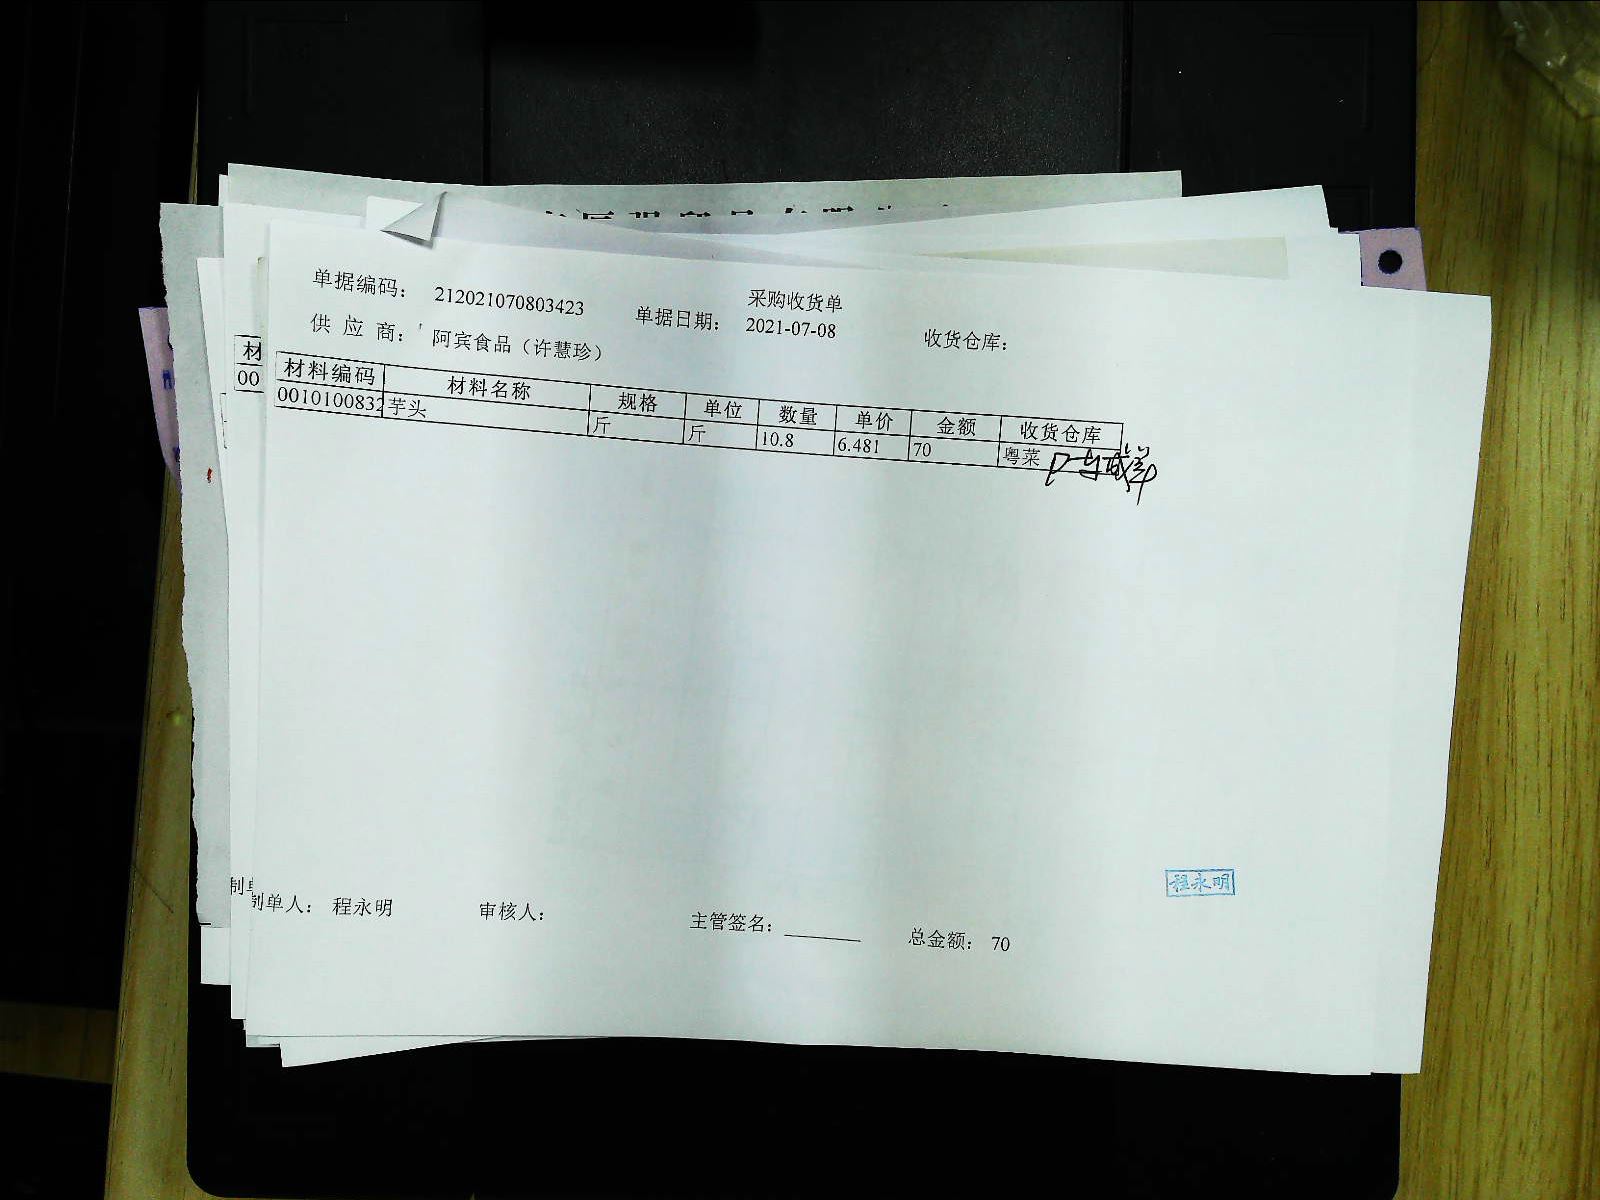 采购收货单
单据编码： 212021070803423 单据日期： 2021-07-08 收货仓库：
供 应 商： 阿宾食品（许慧珍）
材料编码 材料名称 规格 单位 数量 单价 金额 收货仓库
0010100832 芋头 斤 斤 10.8 6.481 70 粤菜
材
00
程永明
制单人： 程永明 审核人： 主管签名： 总金额： 70